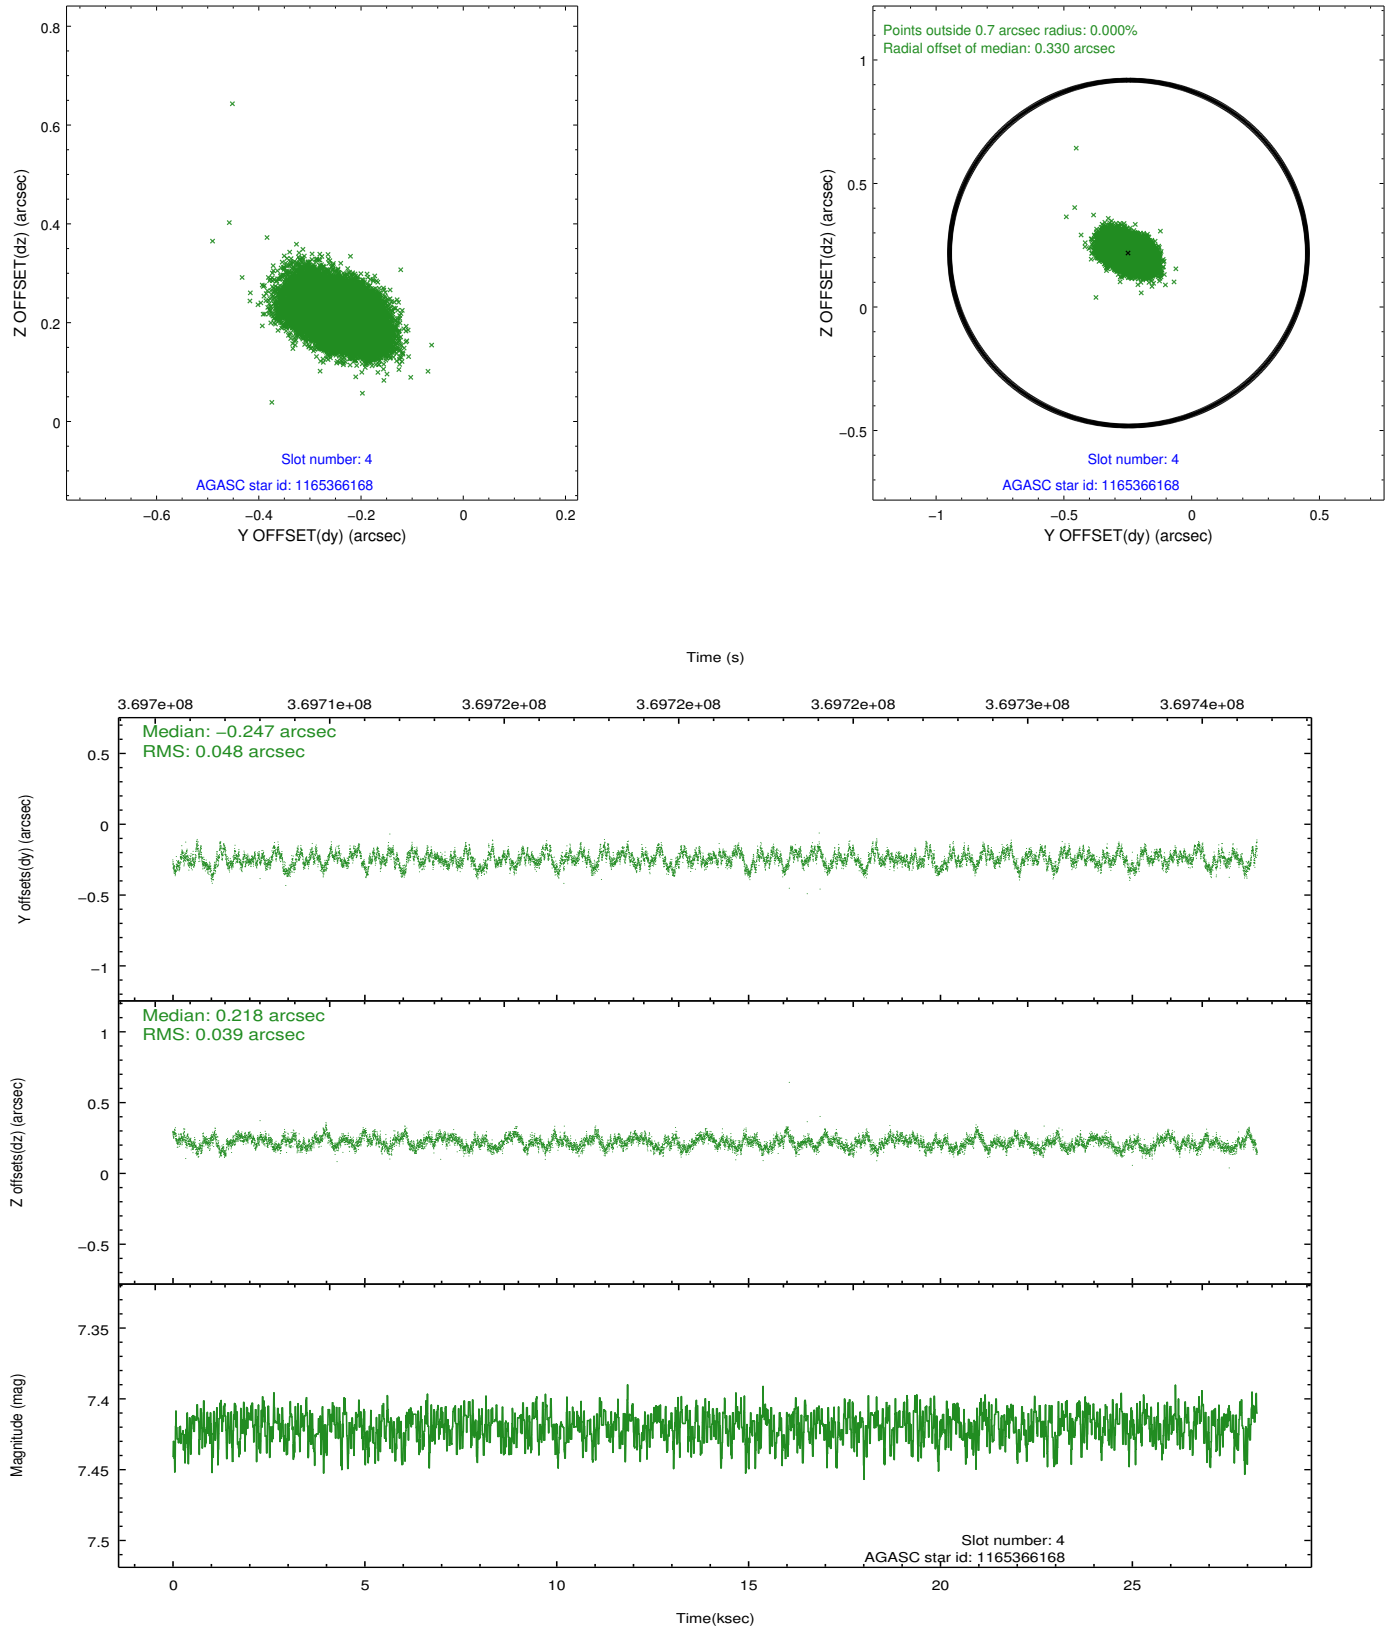 0.8
0.6
0.4
0.2
0
Z OFFSET(dz) (arcsec)
Slot number: 4
AGASC star id: 1165366168
−0.6 −0.4 −0.2 0 0.2
Y OFFSET(dy) (arcsec)
Points outside 0.7 arcsec radius: 0.000%
Radial offset of median: 0.330 arcsec
1
0.5
0
−0.5
Z OFFSET(dz) (arcsec)
Slot number: 4
AGASC star id: 1165366168
−1 −0.5 0 0.5
Y OFFSET(dy) (arcsec)
Time (s)
3.697e+08 3.6971e+08 3.6972e+08 3.6972e+08 3.6972e+08 3.6973e+08 3.6974e+08
Median: −0.247 arcsec
RMS: 0.048 arcsec
0.5
0
−0.5
−1
Y offsets(dy) (arcsec)
Median: 0.218 arcsec
RMS: 0.039 arcsec
1
0.5
0
−0.5
Z offsets(dz) (arcsec)
7.35
7.4
7.45
7.5
Magnitude (mag)
Slot number: 4
AGASC star id: 1165366168
0 5 10 15 20 25
Time(ksec)